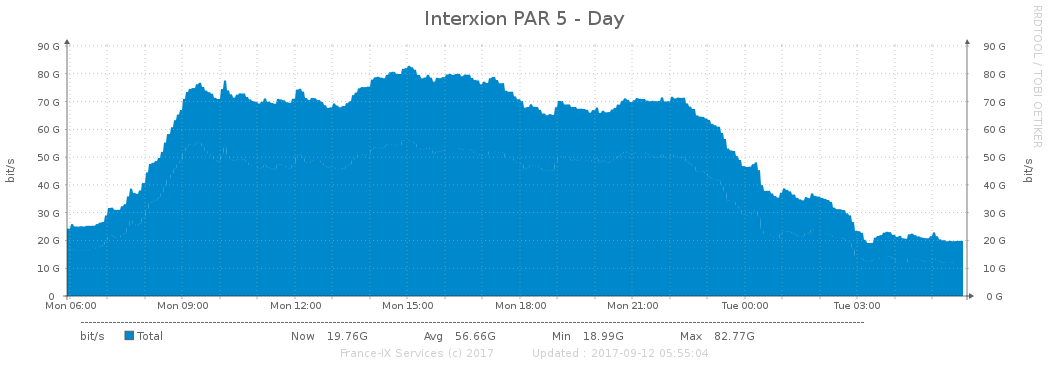 Interxion PAR 5 - Day
RRDTOOL / TOBI OETIKER
90 G 90 G
80 G 80 G
70 G 70 G
60 G 60 G
50 G 50 G
40 G 40 G
30 G 30 G
20 G 20 G
10 G 10 G
0 0 G
bit/s bit/s
Mon 06:00 Mon 09:00 Mon 12:00 Mon 15:00 Mon 18:00 Mon 21:00 Tue 00:00 Tue 03:00
bit/s Total Now 19.76G Avg 56.66G Min 18.99G Max 82.77G
France-IX Services (c) 2017 Updated : 2017-09-12 05:55:04